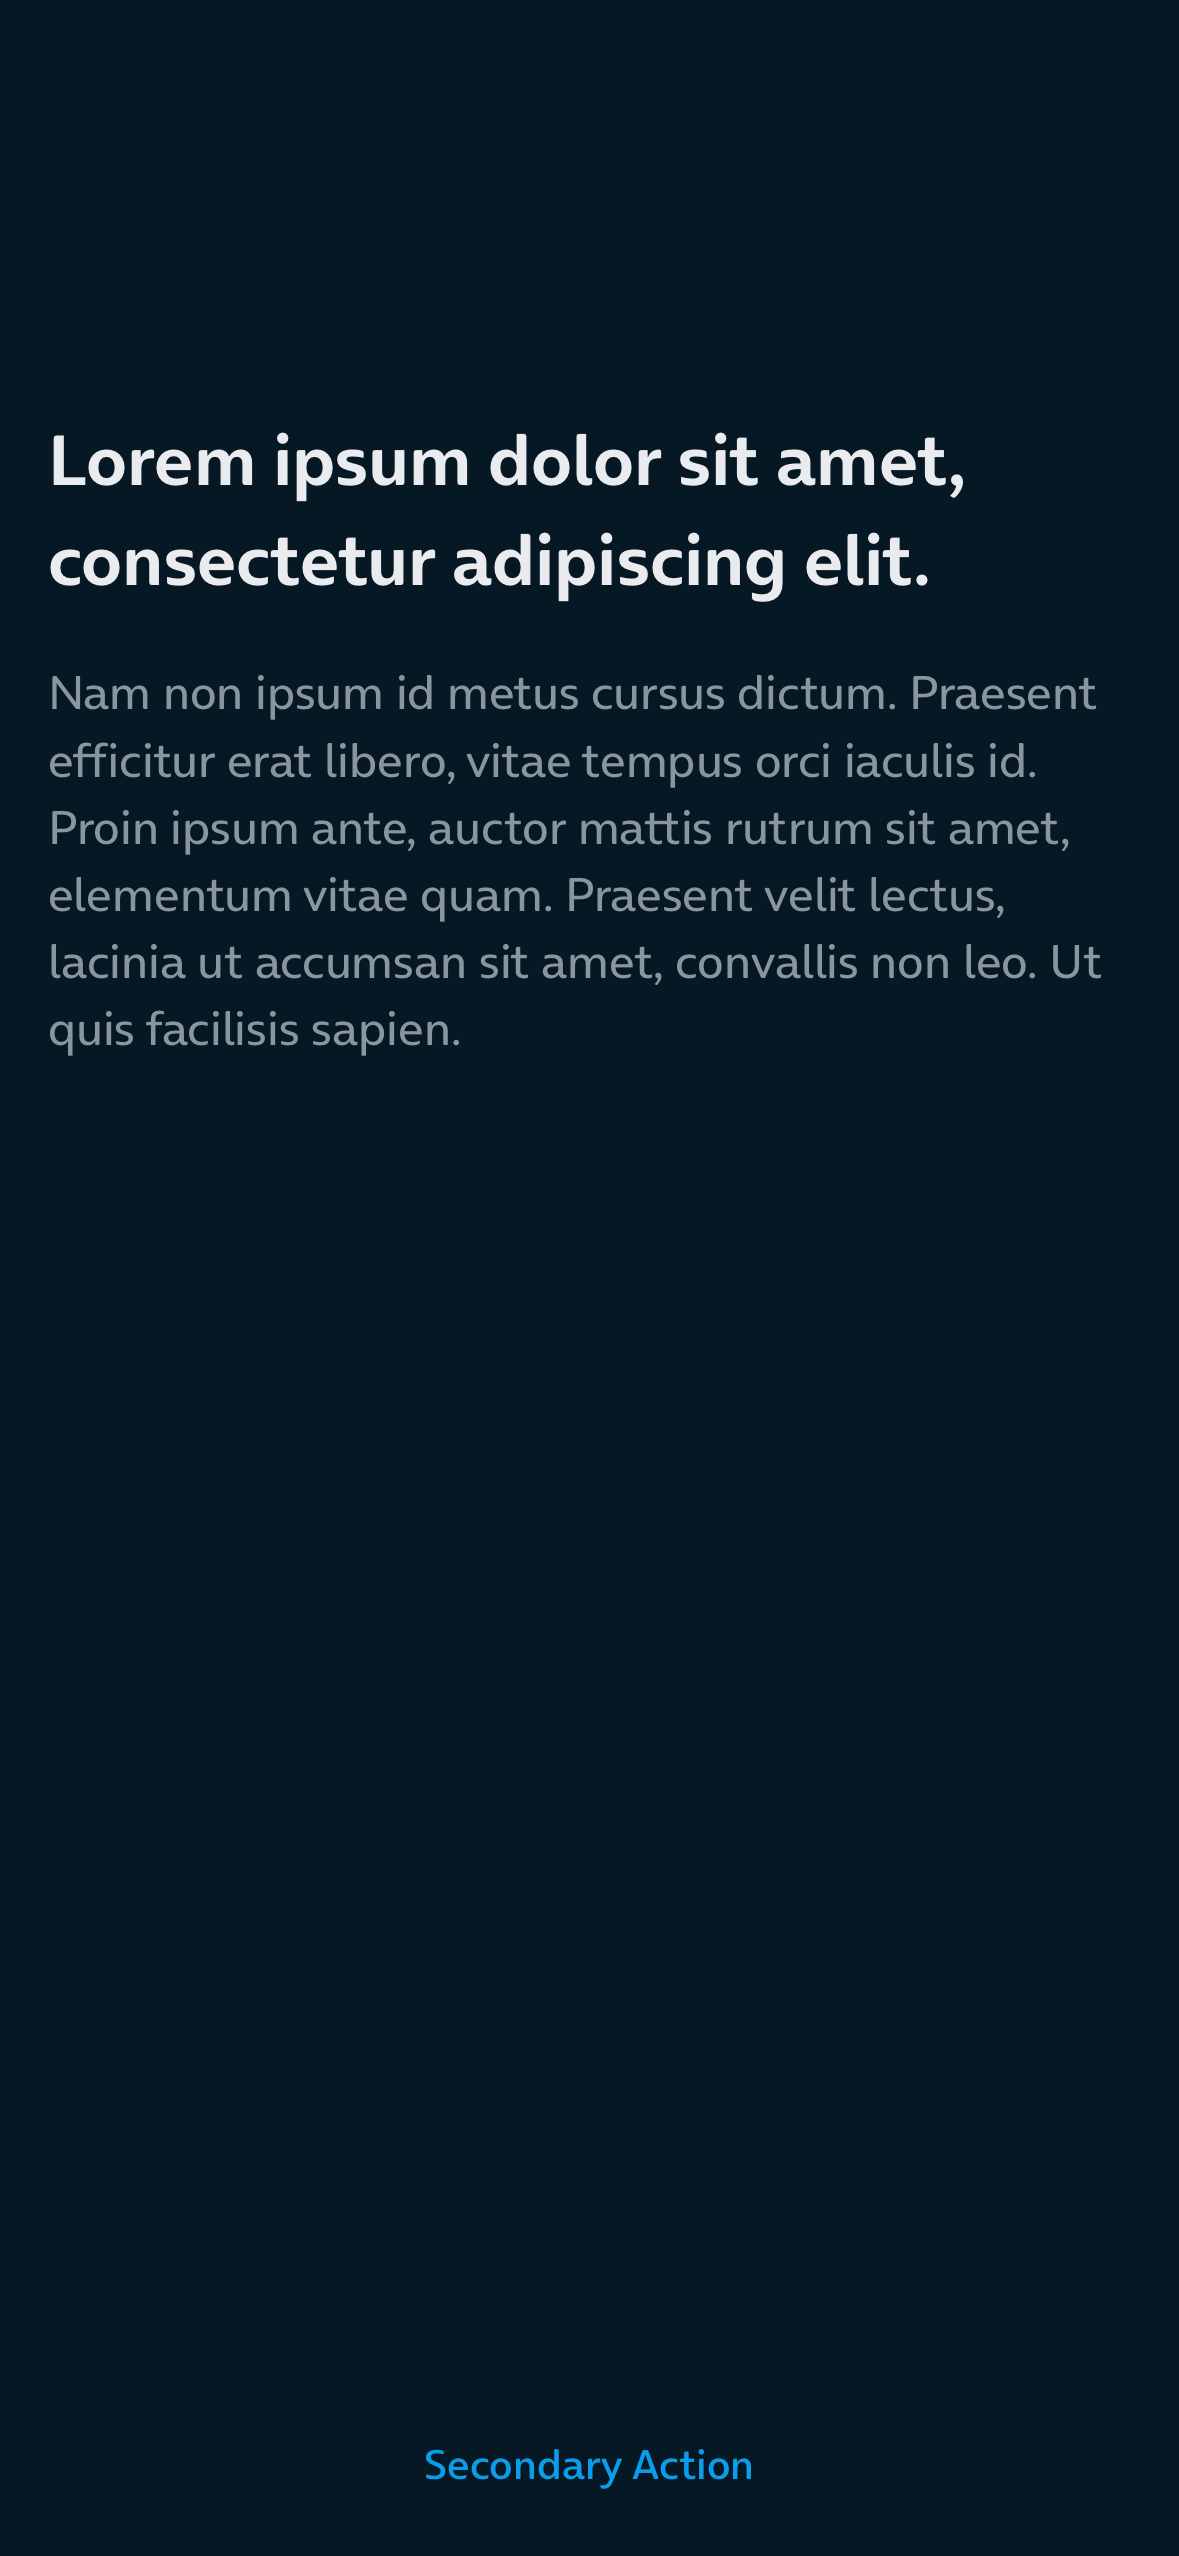 Lorem ipsum dolor sit amet,
consectetur adipiscing elit.
Nam non ipsum id metus cursus dictum. Praesent
efficitur erat libero, vitae tempus orci iaculis id.
Proin ipsum ante, auctor mattis rutrum sit amet,
elementum vitae quam. Praesent velit lectus,
lacinia ut accumsan sit amet, convallis non leo. Ut
quis facilisis sapien.
Secondary Action